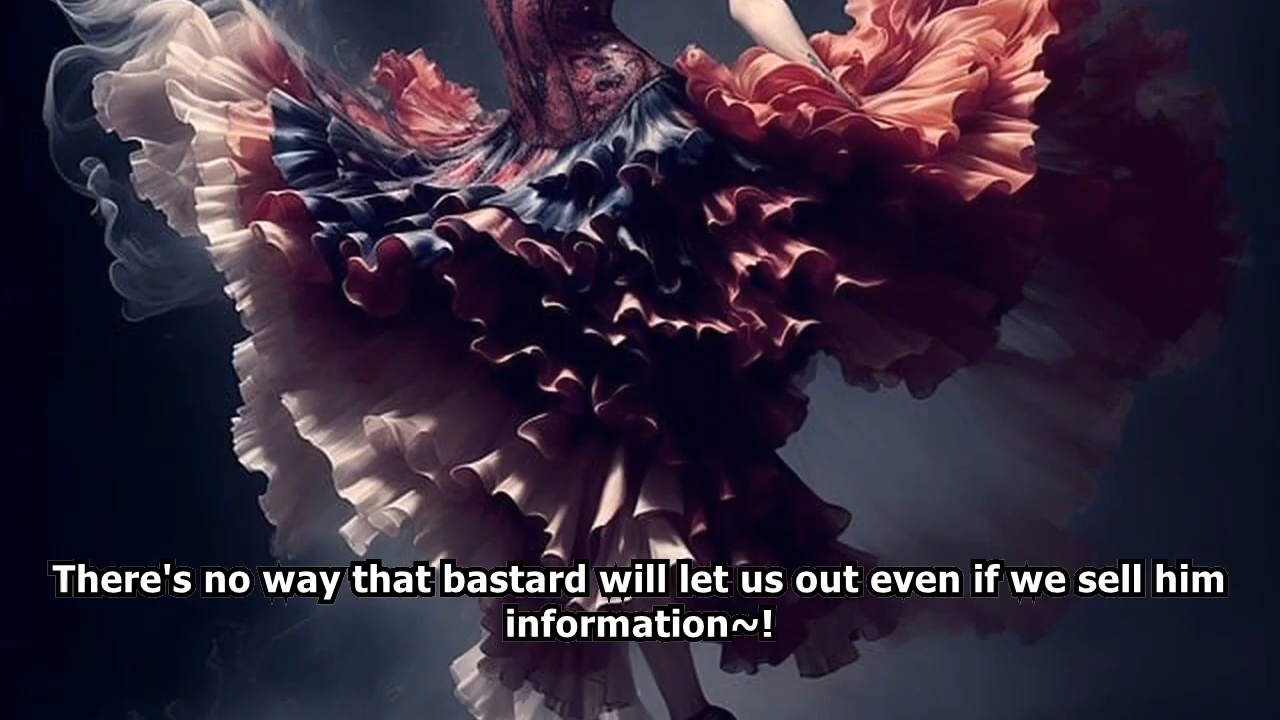 There's no way that bastard will let us out even if we sell him
information~!